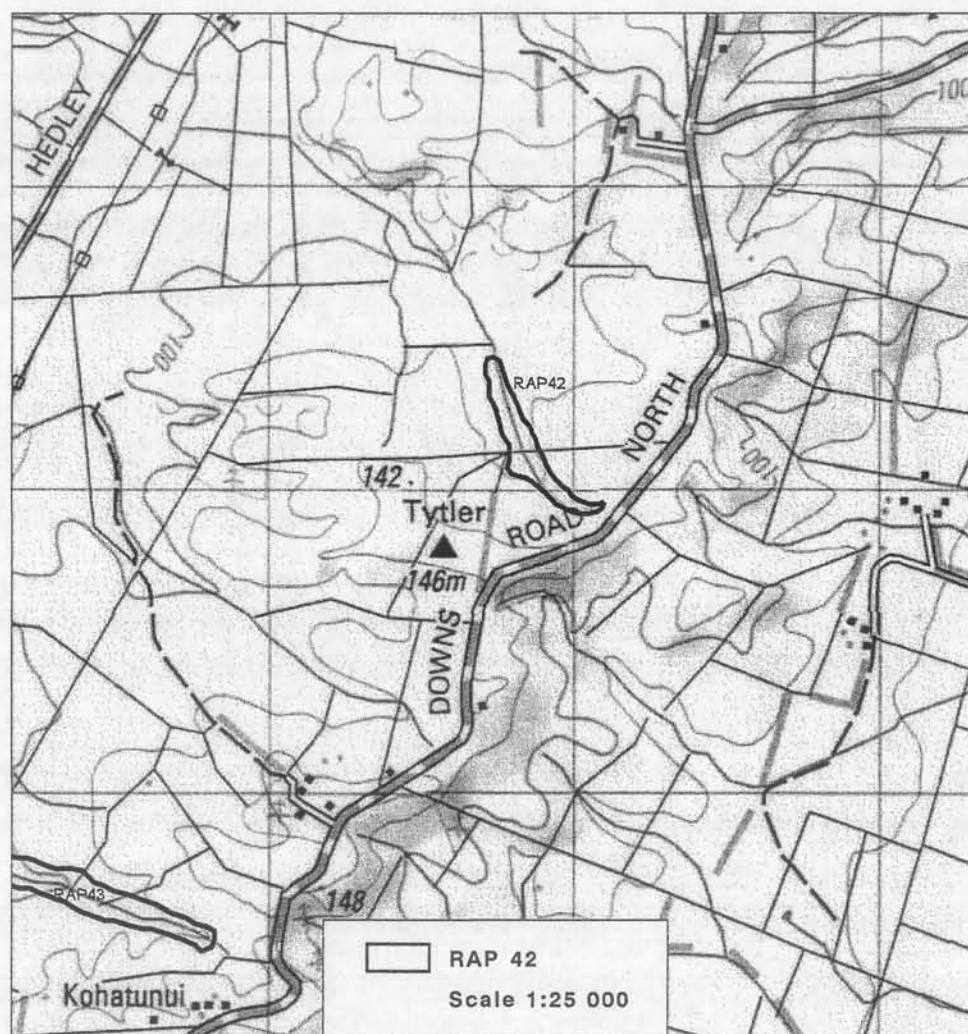 100
HEDLEY
100
RAP42
NORTH
100
142
Tytler
ROAD
146m
DOWNS
RAP43
148
Kohatunui
RAP 42
Scale 1:25 000